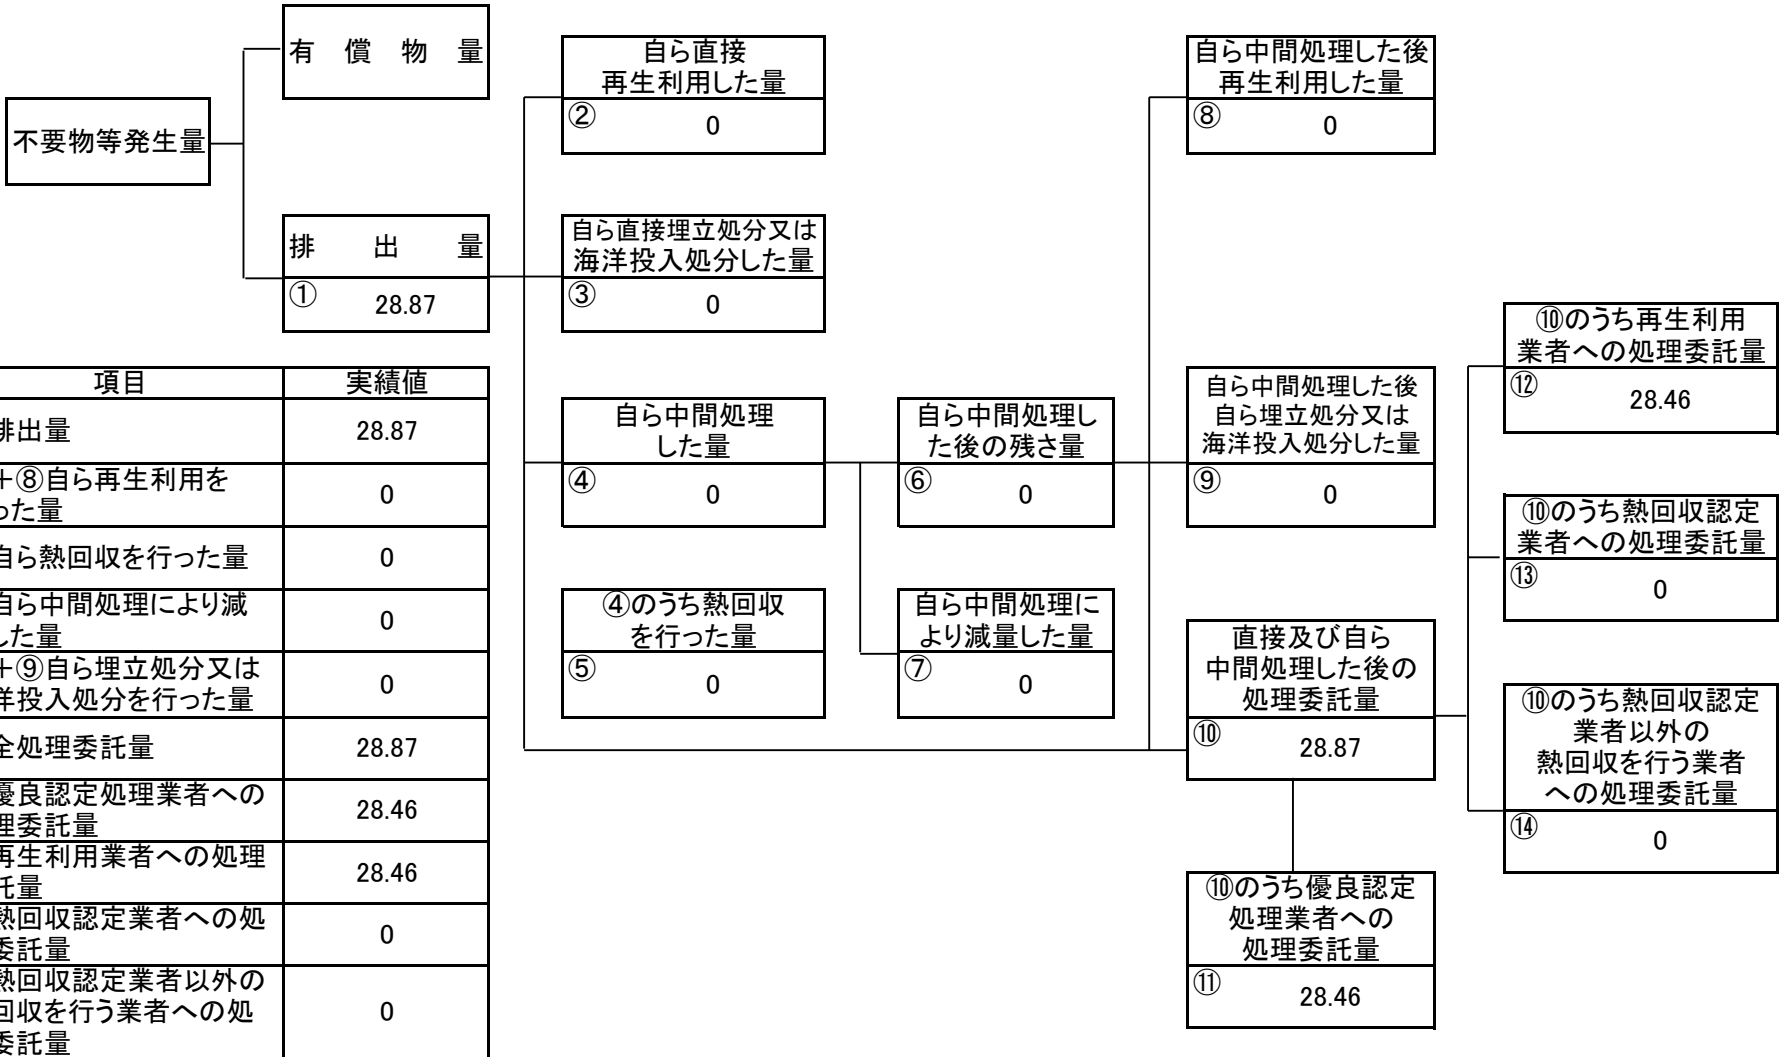 有償物量
不要物等発生量
排出量
① 28.87
自ら直接
再生利用した量
② 0
自ら直接埋立処分又は
海洋投入処分した量
③ 0
自ら中間処理
した量
④ 0
④のうち熱回収
を行った量
⑤ 0
自ら中間処理し
た後の残さ量
⑥ 0
自ら中間処理に
より減量した量
⑦ 0
自ら中間処理した後
再生利用した量
⑧ 0
自ら中間処理した後
自ら埋立処分又は
海洋投入処分した量
⑨ 0
直接及び自ら
中間処理した後の
処理委託量
⑩ 28.87
⑩のうち優良認定
処理業者への
処理委託量
⑪ 28.46
⑩のうち再生利用
業者への処理委託量
⑫ 28.46
⑩のうち熱回収認定
業者への処理委託量
⑬ 0
⑩のうち熱回収認定
業者以外の
熱回収を行う業者
への処理委託量
⑭ 0
項目 実績値
排出量 28.87
+⑧自ら再生利用を
った量 0
自ら熱回収を行った量 0
自ら中間処理により減
した量 0
+⑨自ら埋立処分又は
洋投入処分を行った量 0
全処理委託量 28.87
優良認定処理業者への
理委託量 28.46
再生利用業者への処理
託量 28.46
熱回収認定業者への処
委託量 0
熱回収認定業者以外の
回収を行う業者への処
委託量 0